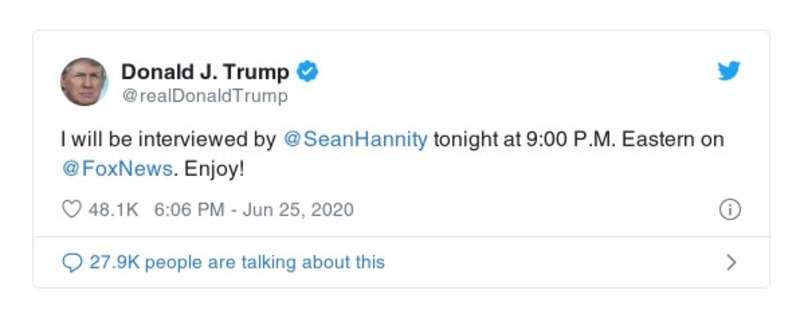 Donald J. Trump
@realDonaldTrump
I will be interviewed by @SeanHannity tonight at 9:00 P.M. Eastern on
@FoxNews. Enjoy!
48.1K 6:06 PM - Jun 25, 2020
27.9K people are talking about this